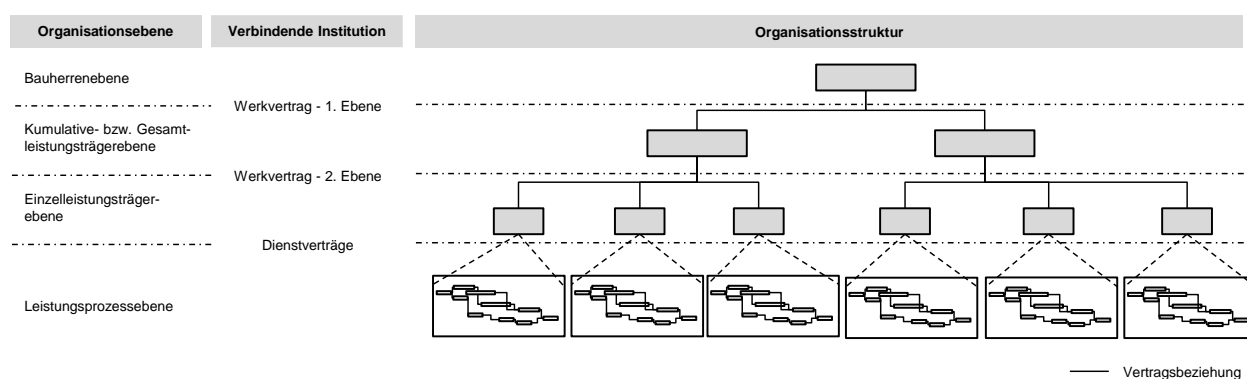 Organisationsebene
Verbindende Institution
Organisationsstruktur
Bauherrenebene
Werkvertrag - 1. Ebene
Kumulative- bzw. Gesamt-
leistungsträgerebene
Werkvertrag - 2. Ebene
Einzelleistungsträger-
ebene
Dienstverträge
Leistungsprozessebene
Vertragsbeziehung